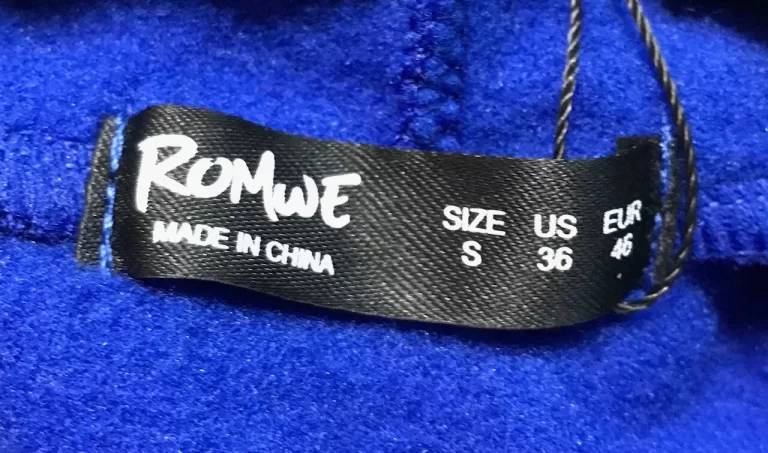 ROMWE
MADE IN CHINA
SIZE US EUR
S 36 46